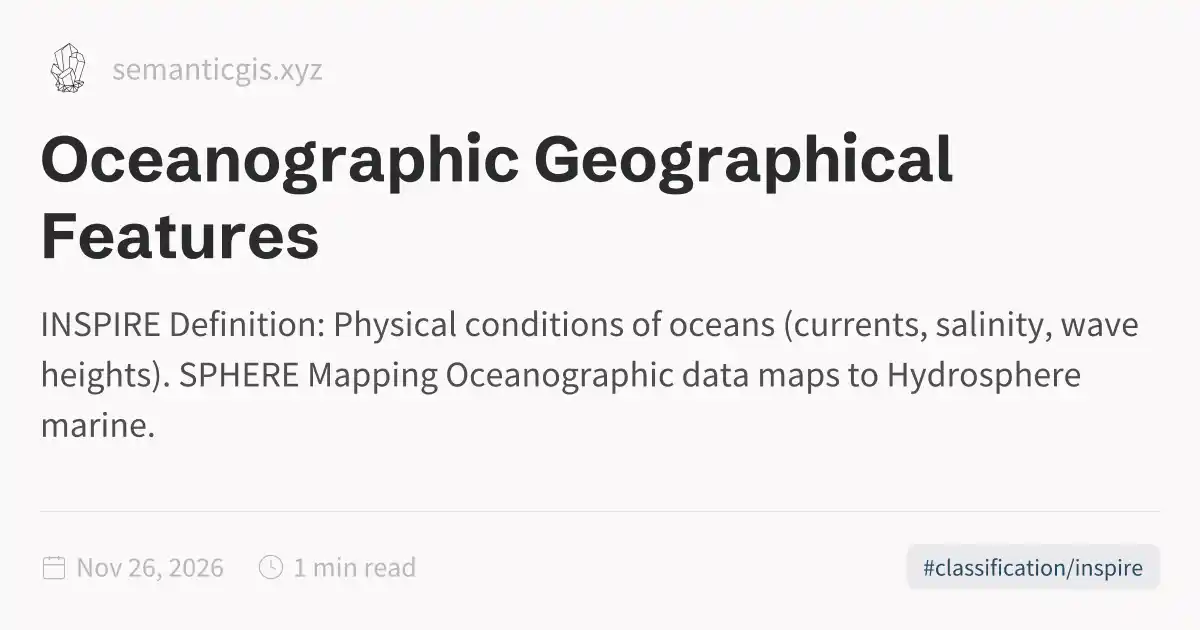 semanticgis.xyz
Oceanographic Geographical
Features
INSPIRE Definition: Physical conditions of oceans (currents, salinity, wave
heights). SPHERE Mapping Oceanographic data maps to Hydrosphere
marine.
Nov 26, 2026 1 min read #classification/inspire